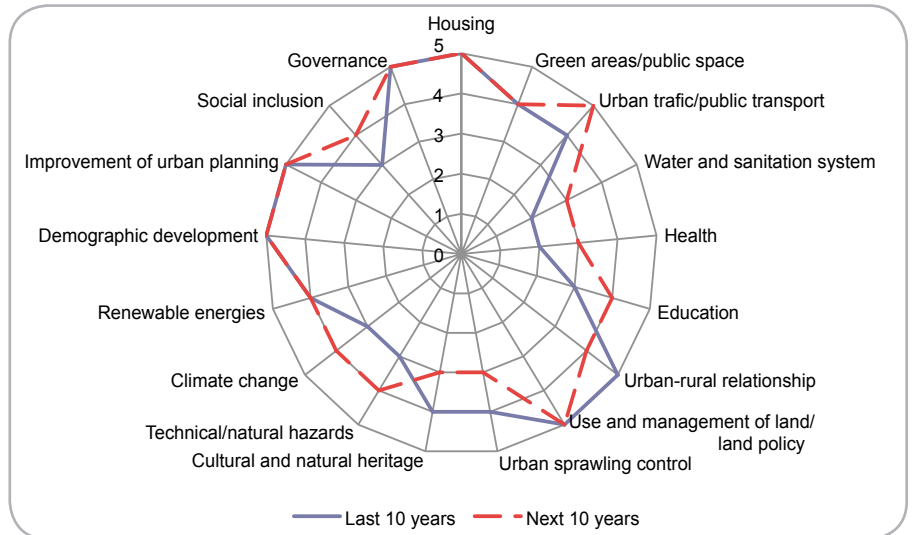 Housing
Green areas/public space
Urban trafic/public transport
Water and sanitation system
Health
Education
Urban-rural relationship
Use and management of land/
land policy
Urban sprawling control
Cultural and natural heritage
Technical/natural hazards
Climate change
Renewable energies
Demographic development
Improvement of urban planning
Social inclusion
Governance
5
4
3
2
1
0
Last 10 years
Next 10 years